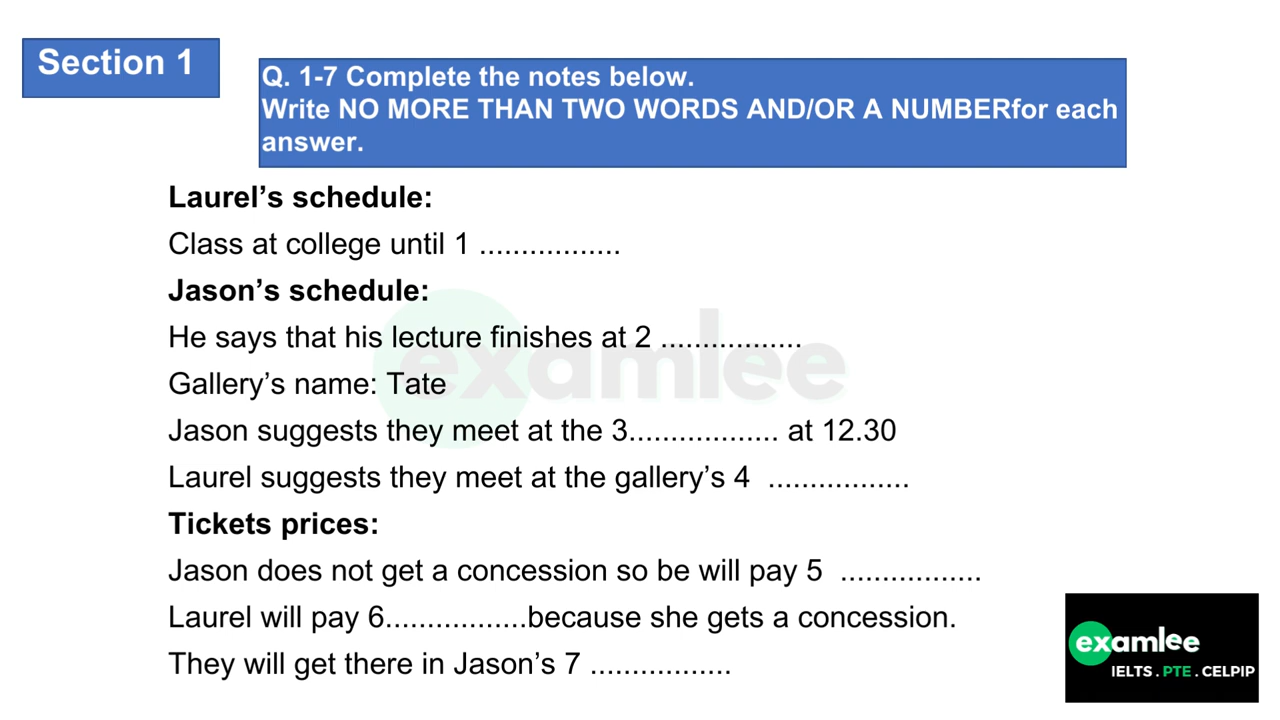 Section 1
Q. 1-7 Complete the notes below.
Write NO MORE THAN TWO WORDS AND/OR A NUMBERfor each
answer.
Laurel’s schedule:
Class at college until 1 .................
Jason’s schedule:
He says that his lecture finishes at 2 .................
Gallery’s name: Tate
Jason suggests they meet at the 3.................. at 12.30
Laurel suggests they meet at the gallery’s 4 .................
Tickets prices:
Jason does not get a concession so be will pay 5 .................
Laurel will pay 6.................because she gets a concession.
They will get there in Jason’s 7 .................
examlee
examlee
IELTS . PTE . CELPIP